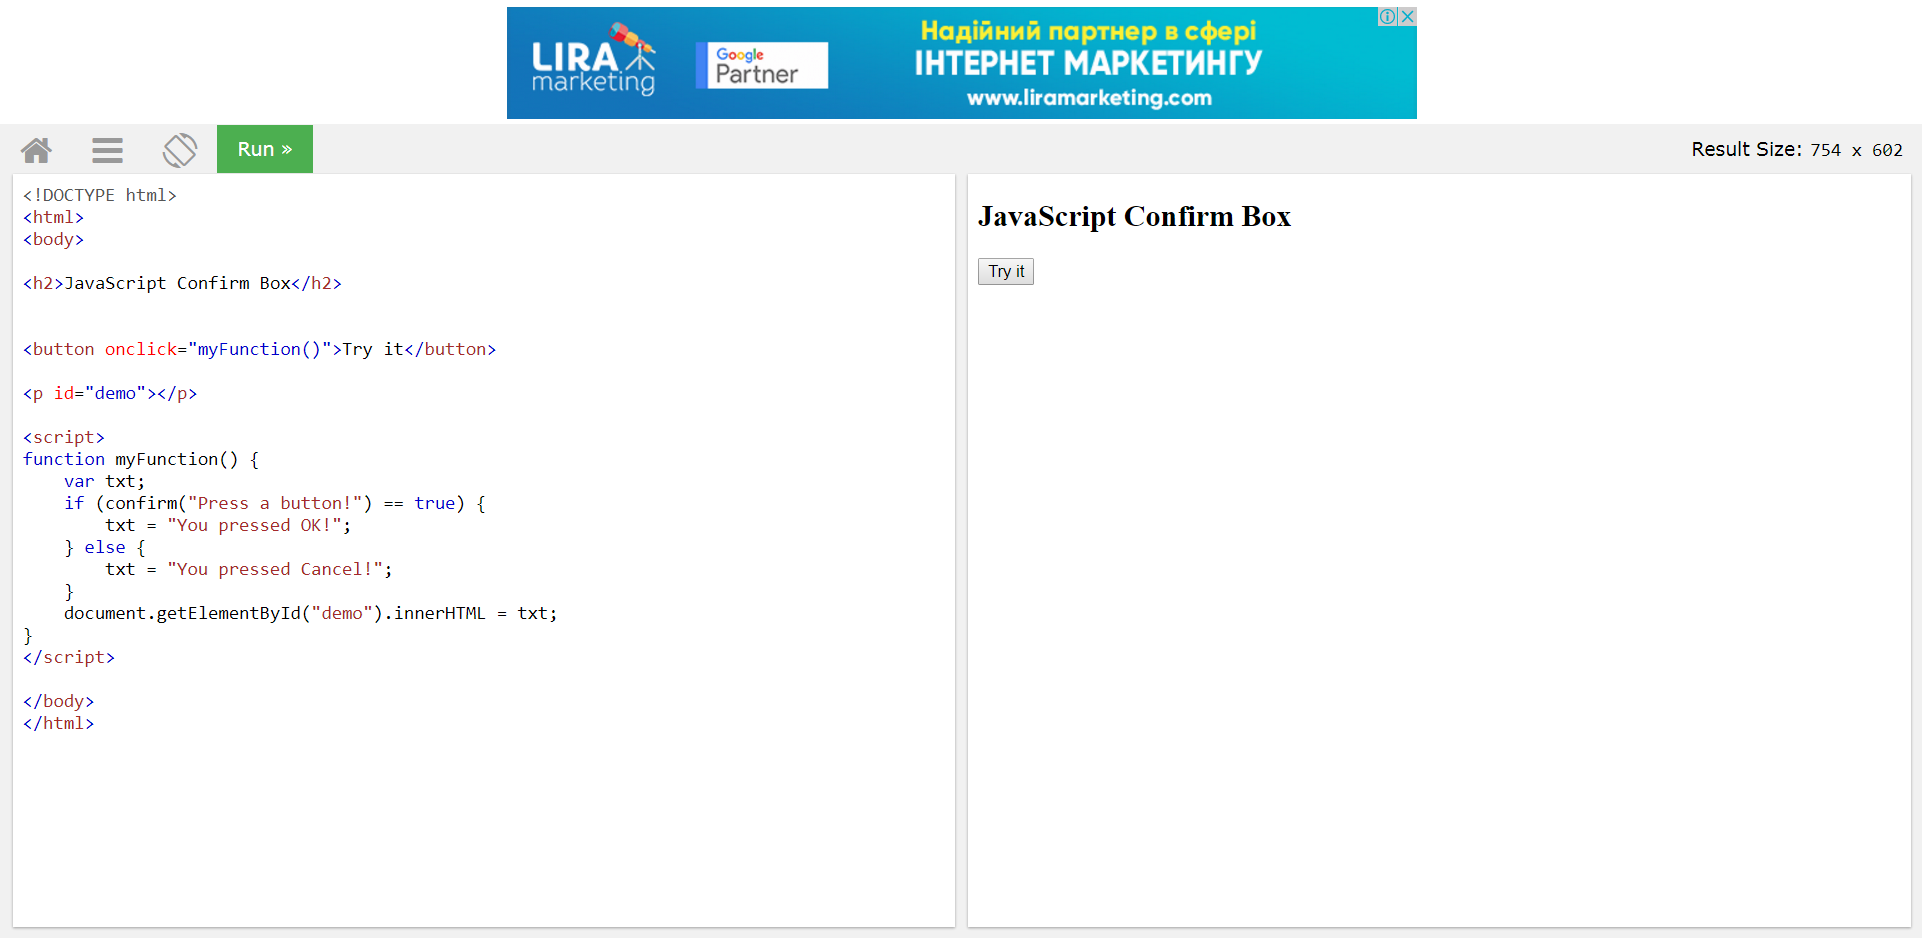 LIRA
marketing
Google
Partner
Надійний партнер в сфері
ІНТЕРНЕТ МАРКЕТИНГУ
www.liramarketing.com
Run »
Result Size: 754 x 602
<!DOCTYPE html>
<html>
<body>
<h2>JavaScript Confirm Box</h2>
<button onclick="myFunction()">Try it</button>
<p id="demo"></p>
<script>
function myFunction() {
    var txt;
    if (confirm("Press a button!") == true) {
        txt = "You pressed OK!";
    } else {
        txt = "You pressed Cancel!";
    }
    document.getElementById("demo").innerHTML = txt;
}
</script>
</body>
</html>
JavaScript Confirm Box
Try it